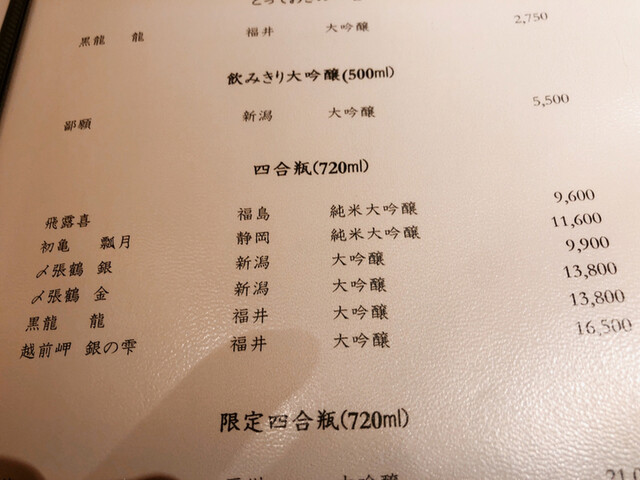 黒龍 龍 福井 大吟醸 2,750
飲みきり大吟醸(500ml)
鄙願 新潟 大吟醸 5,500
四合瓶(720ml)
飛露喜 福島 純米大吟醸 9,600
初亀 瓢月 静岡 純米大吟醸 11,600
〆張鶴 銀 新潟 大吟醸 9,900
〆張鶴 金 新潟 大吟醸 13,800
黒龍 龍 福井 大吟醸 13,800
越前岬 銀の雫 福井 大吟醸 16,500
限定四合瓶(720ml)
大吟醸